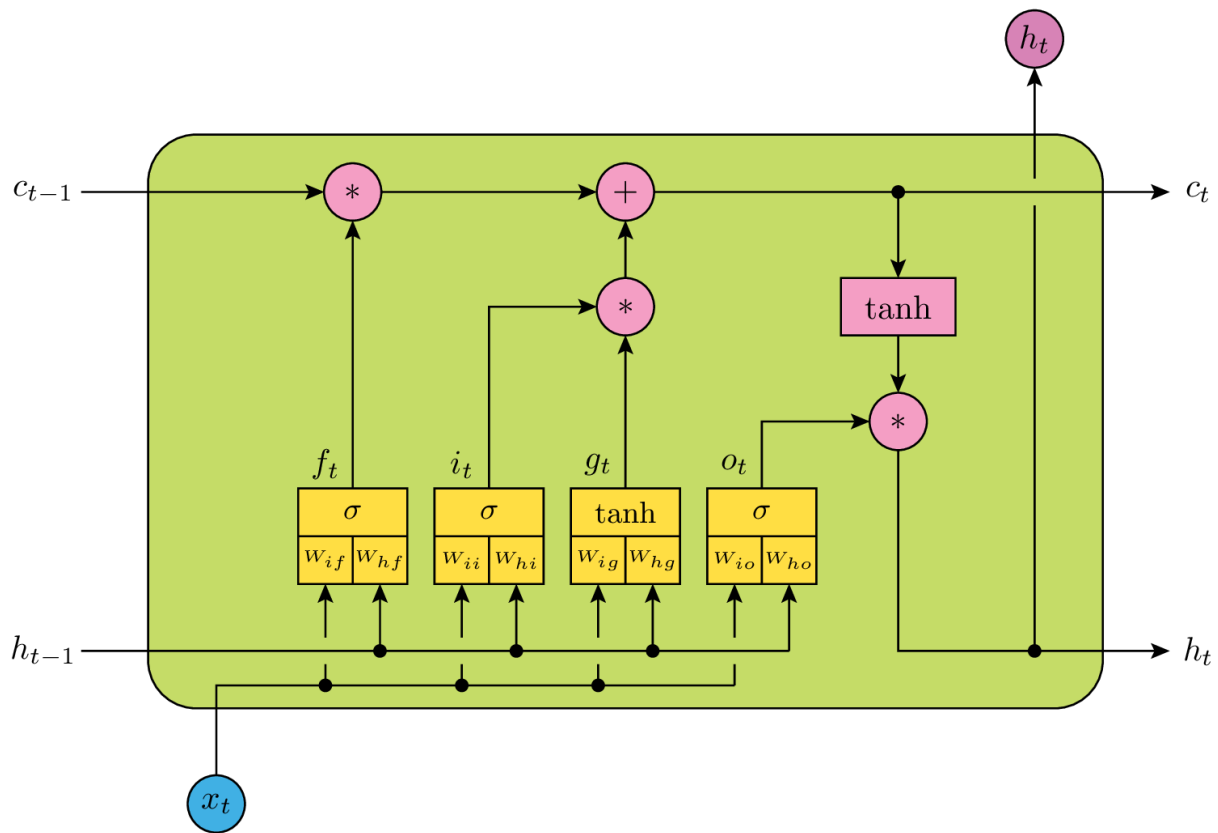 h_t
c_{t−1} * + c_t
* tanh
*
f_t i_t g_t o_t
σ σ tanh σ
W_{if} W_{hf} W_{ii} W_{hi} W_{ig} W_{hg} W_{io} W_{ho}
h_{t−1} h_t
x_t